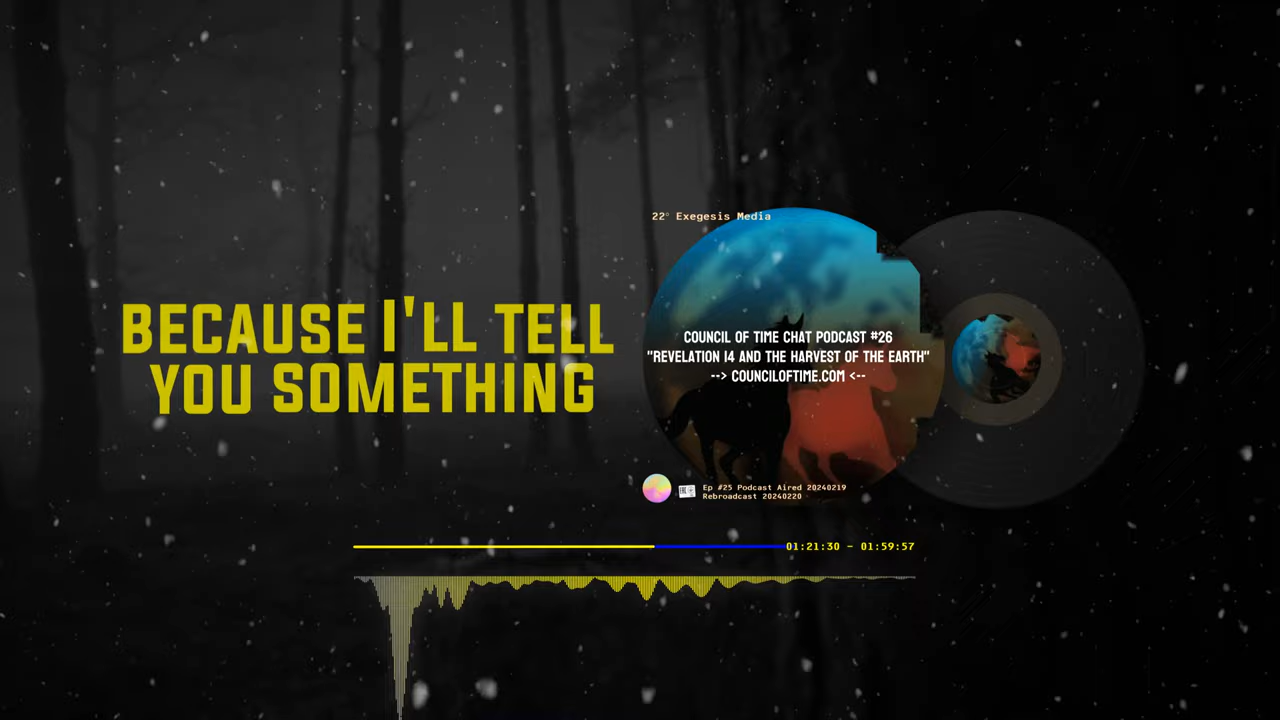 22° Exegesis Media
BECAUSE I'LL TELL
YOU SOMETHING
COUNCIL OF TIME CHAT PODCAST #26
"REVELATION 14 AND THE HARVEST OF THE EARTH"
--> COUNCILOFTIME.COM <--
Ep #25 Podcast Aired 20240219
Rebroadcast 20240220
01:21:30 - 01:59:57